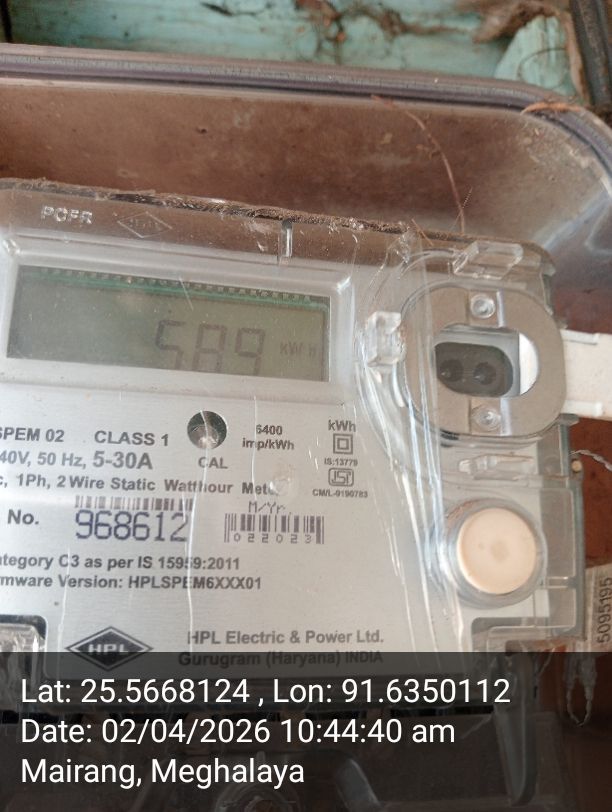 589 kWh
SPEM 02 CLASS 1 6400 imp/kWh kWh
40V, 50 Hz, 5-30A CAL IS:13779
c, 1Ph, 2 Wire Static Watthour Meter CM/L-9190783
No. 968612 M/Yr. 022023
ategory C3 as per IS 15959:2011
rmware Version: HPLSPEM6XXX01
HPL HPL Electric & Power Ltd.
Gurugram (Haryana) INDIA
5095195
Lat: 25.5668124 , Lon: 91.6350112
Date: 02/04/2026 10:44:40 am
Mairang, Meghalaya